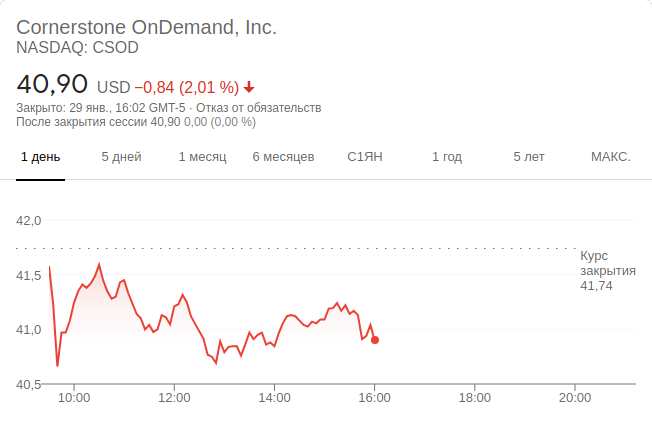 Cornerstone OnDemand, Inc.
NASDAQ: CSOD
40,90 USD −0,84 (2,01 %)
Закрыто: 29 янв., 16:02 GMT-5 · Отказ от обязательств
После закрытия сессии 40,90 0,00 (0,00 %)
1 день 5 дней 1 месяц 6 месяцев С1ЯН 1 год 5 лет МАКС.
42,0
Курс
закрытия
41,74
41,5
41,0
40,5
10:00 12:00 14:00 16:00 18:00 20:00